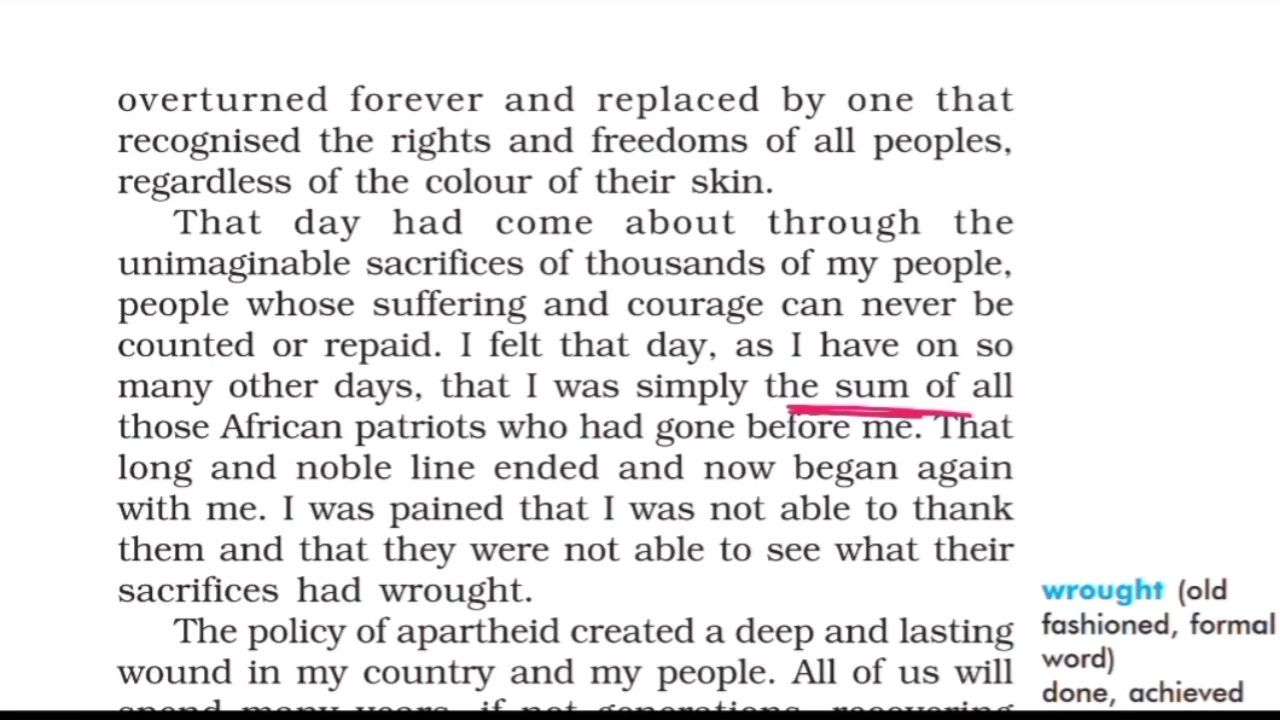 overturned forever and replaced by one that
recognised the rights and freedoms of all peoples,
regardless of the colour of their skin.
That day had come about through the
unimaginable sacrifices of thousands of my people,
people whose suffering and courage can never be
counted or repaid. I felt that day, as I have on so
many other days, that I was simply the sum of all
those African patriots who had gone before me. That
long and noble line ended and now began again
with me. I was pained that I was not able to thank
them and that they were not able to see what their
sacrifices had wrought.
The policy of apartheid created a deep and lasting
wound in my country and my people. All of us will
spend many years, if not generations, recovering
wrought (old
fashioned, formal
word)
done, achieved